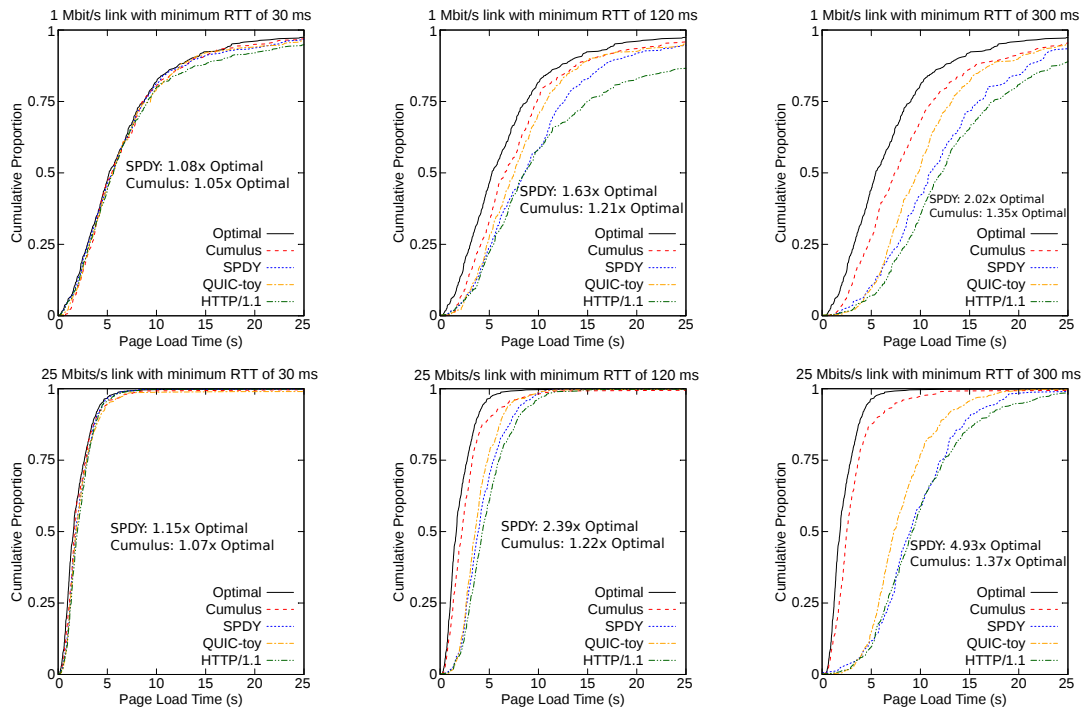 1 Mbit/s link with minimum RTT of 30 ms
1
0.75
0.5
0.25
0
Cumulative Proportion
SPDY: 1.08x Optimal
Cumulus: 1.05x Optimal
Optimal
Cumulus
SPDY
QUIC-toy
HTTP/1.1
0 5 10 15 20 25
Page Load Time (s)
1 Mbit/s link with minimum RTT of 120 ms
1
0.75
0.5
0.25
0
Cumulative Proportion
SPDY: 1.63x Optimal
Cumulus: 1.21x Optimal
Optimal
Cumulus
SPDY
QUIC-toy
HTTP/1.1
0 5 10 15 20 25
Page Load Time (s)
1 Mbit/s link with minimum RTT of 300 ms
1
0.75
0.5
0.25
0
Cumulative Proportion
SPDY: 2.02x Optimal
Cumulus: 1.35x Optimal
Optimal
Cumulus
SPDY
QUIC-toy
HTTP/1.1
0 5 10 15 20 25
Page Load Time (s)
25 Mbits/s link with minimum RTT of 30 ms
1
0.75
0.5
0.25
0
Cumulative Proportion
SPDY: 1.15x Optimal
Cumulus: 1.07x Optimal
Optimal
Cumulus
SPDY
QUIC-toy
HTTP/1.1
0 5 10 15 20 25
Page Load Time (s)
25 Mbits/s link with minimum RTT of 120 ms
1
0.75
0.5
0.25
0
Cumulative Proportion
SPDY: 2.39x Optimal
Cumulus: 1.22x Optimal
Optimal
Cumulus
SPDY
QUIC-toy
HTTP/1.1
0 5 10 15 20 25
Page Load Time (s)
25 Mbits/s link with minimum RTT of 300 ms
1
0.75
0.5
0.25
0
Cumulative Proportion
SPDY: 4.93x Optimal
Cumulus: 1.37x Optimal
Optimal
Cumulus
SPDY
QUIC-toy
HTTP/1.1
0 5 10 15 20 25
Page Load Time (s)